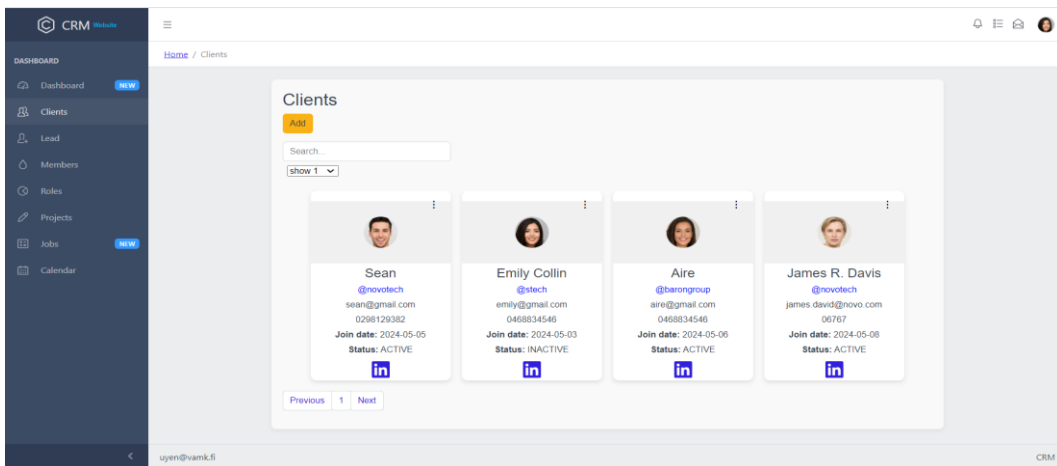 CRM Website
Home / Clients
DASHBOARD
Dashboard NEW
Clients
Lead
Members
Roles
Projects
Jobs NEW
Calendar
Clients
Add
Search...
show 1
Sean
@novotech
sean@gmail.com
0298129382
Join date: 2024-05-05
Status: ACTIVE
in
Emily Collin
@stech
emily@gmail.com
0468834546
Join date: 2024-05-03
Status: INACTIVE
in
Aire
@barongroup
aire@gmail.com
0468834546
Join date: 2024-05-06
Status: ACTIVE
in
James R. Davis
@novotech
james.david@novo.com
06767
Join date: 2024-05-08
Status: ACTIVE
in
Previous 1 Next
uyen@vamk.fi
CRM